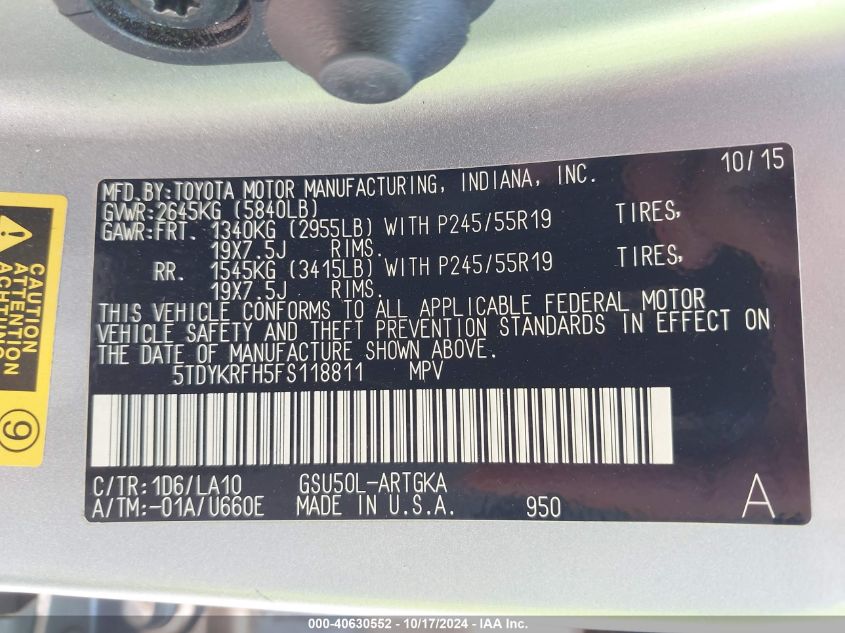 10/15
MFD.BY:TOYOTA MOTOR MANUFACTURING, INDIANA, INC.
GVWR:2645KG (5840LB)
GAWR:FRT. 1340KG (2955LB) WITH P245/55R19 TIRES,
19X7.5J RIMS.
RR. 1545KG (3415LB) WITH P245/55R19 TIRES,
19X7.5J RIMS.
THIS VEHICLE CONFORMS TO ALL APPLICABLE FEDERAL MOTOR
VEHICLE SAFETY AND THEFT PREVENTION STANDARDS IN EFFECT ON
THE DATE OF MANUFACTURE SHOWN ABOVE.
5TDYKRFH5FS118811 MPV
C/TR:1D6/LA10 GSU50L-ARTGKA
A/TM:-01A/U660E MADE IN U.S.A. 950 A
CAUTION
ATTENTION
ACHTUNG
9
000-40630552 - 10/17/2024 - IAA Inc.